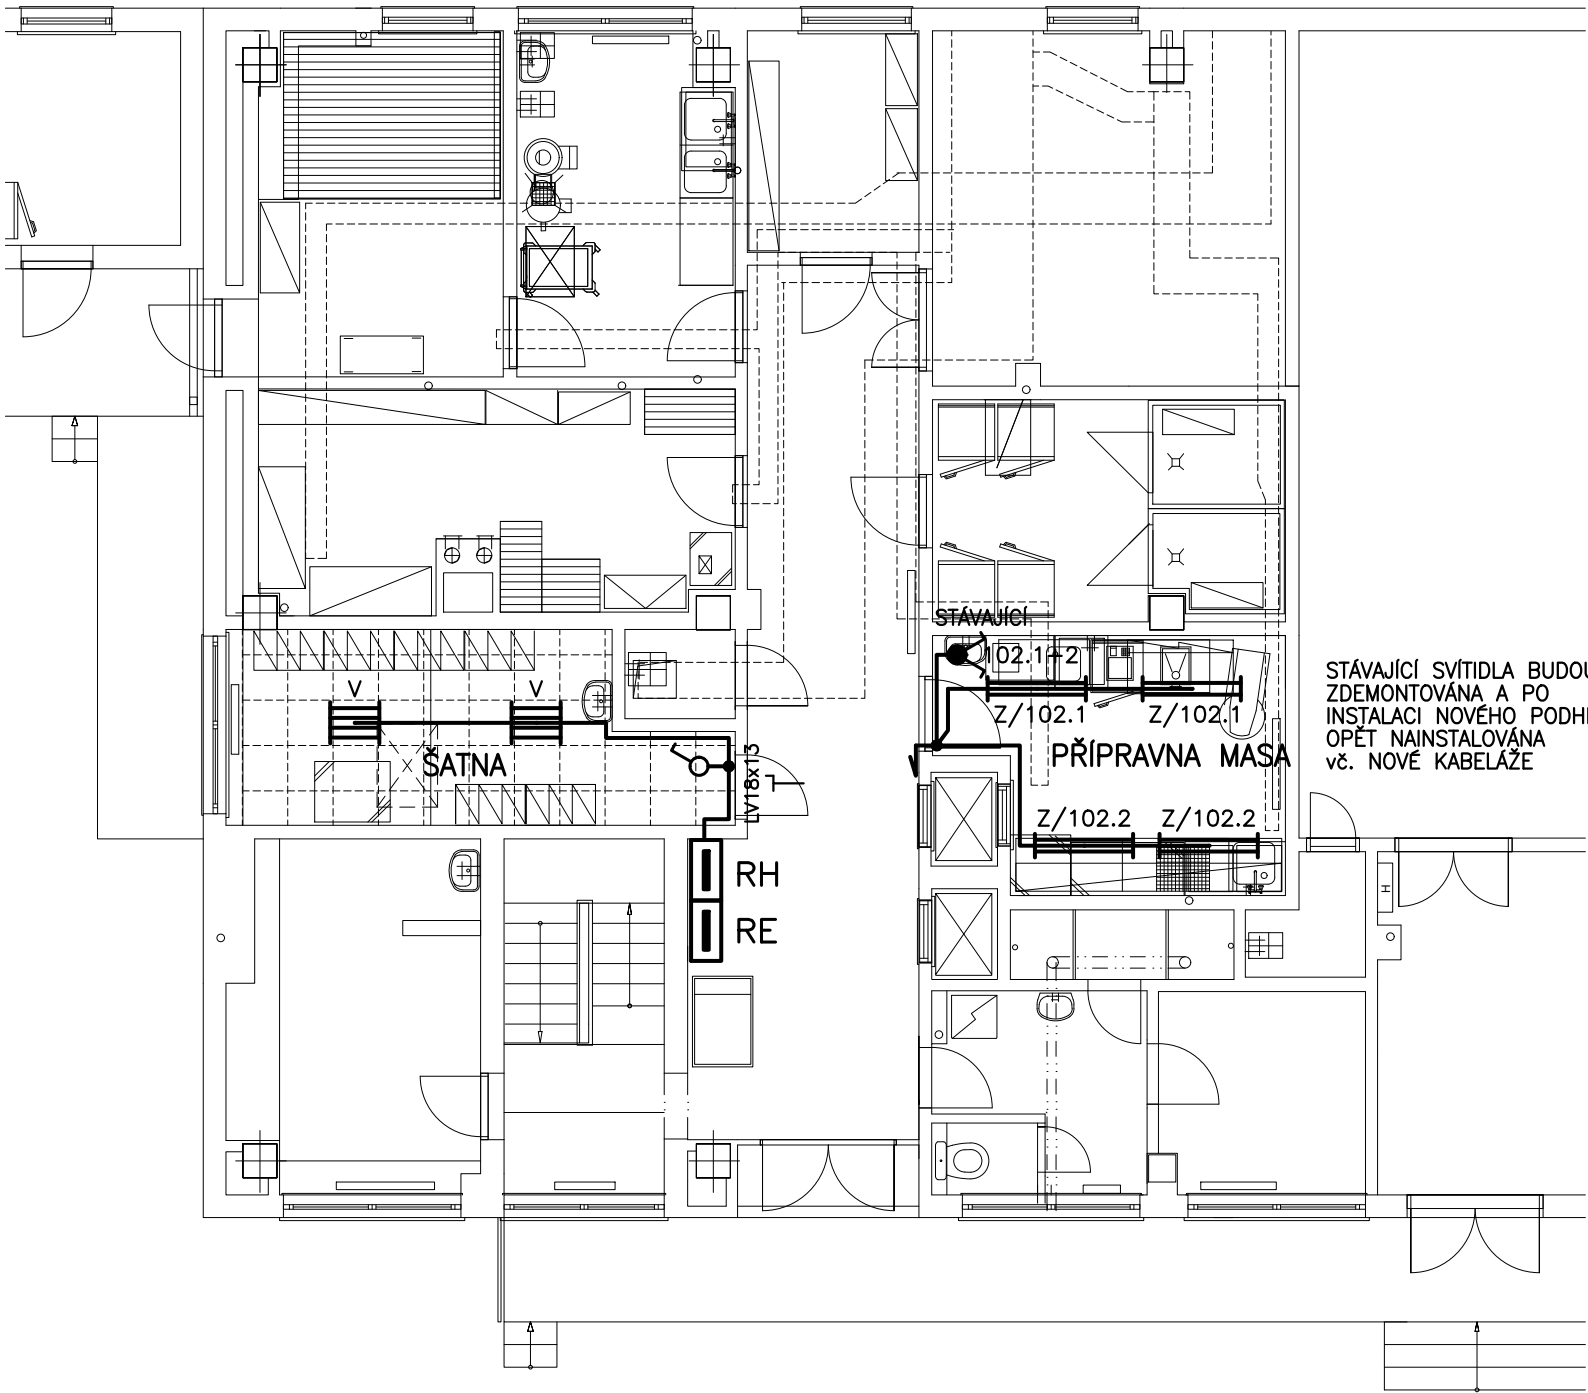 STÁVAJÍCÍ
102.1+2
Z/102.1
Z/102.1
PŘÍPRAVNA MASA
Z/102.2
Z/102.2
STÁVAJÍCÍ SVÍTIDLA BUDOU
ZDEMONTOVÁNA A PO
INSTALACI NOVÉHO PODHL
OPĚT NAINSTALOVÁNA
vč. NOVÉ KABELÁŽE
V
V
ŠATNA
LV18x13
RH
RE
H